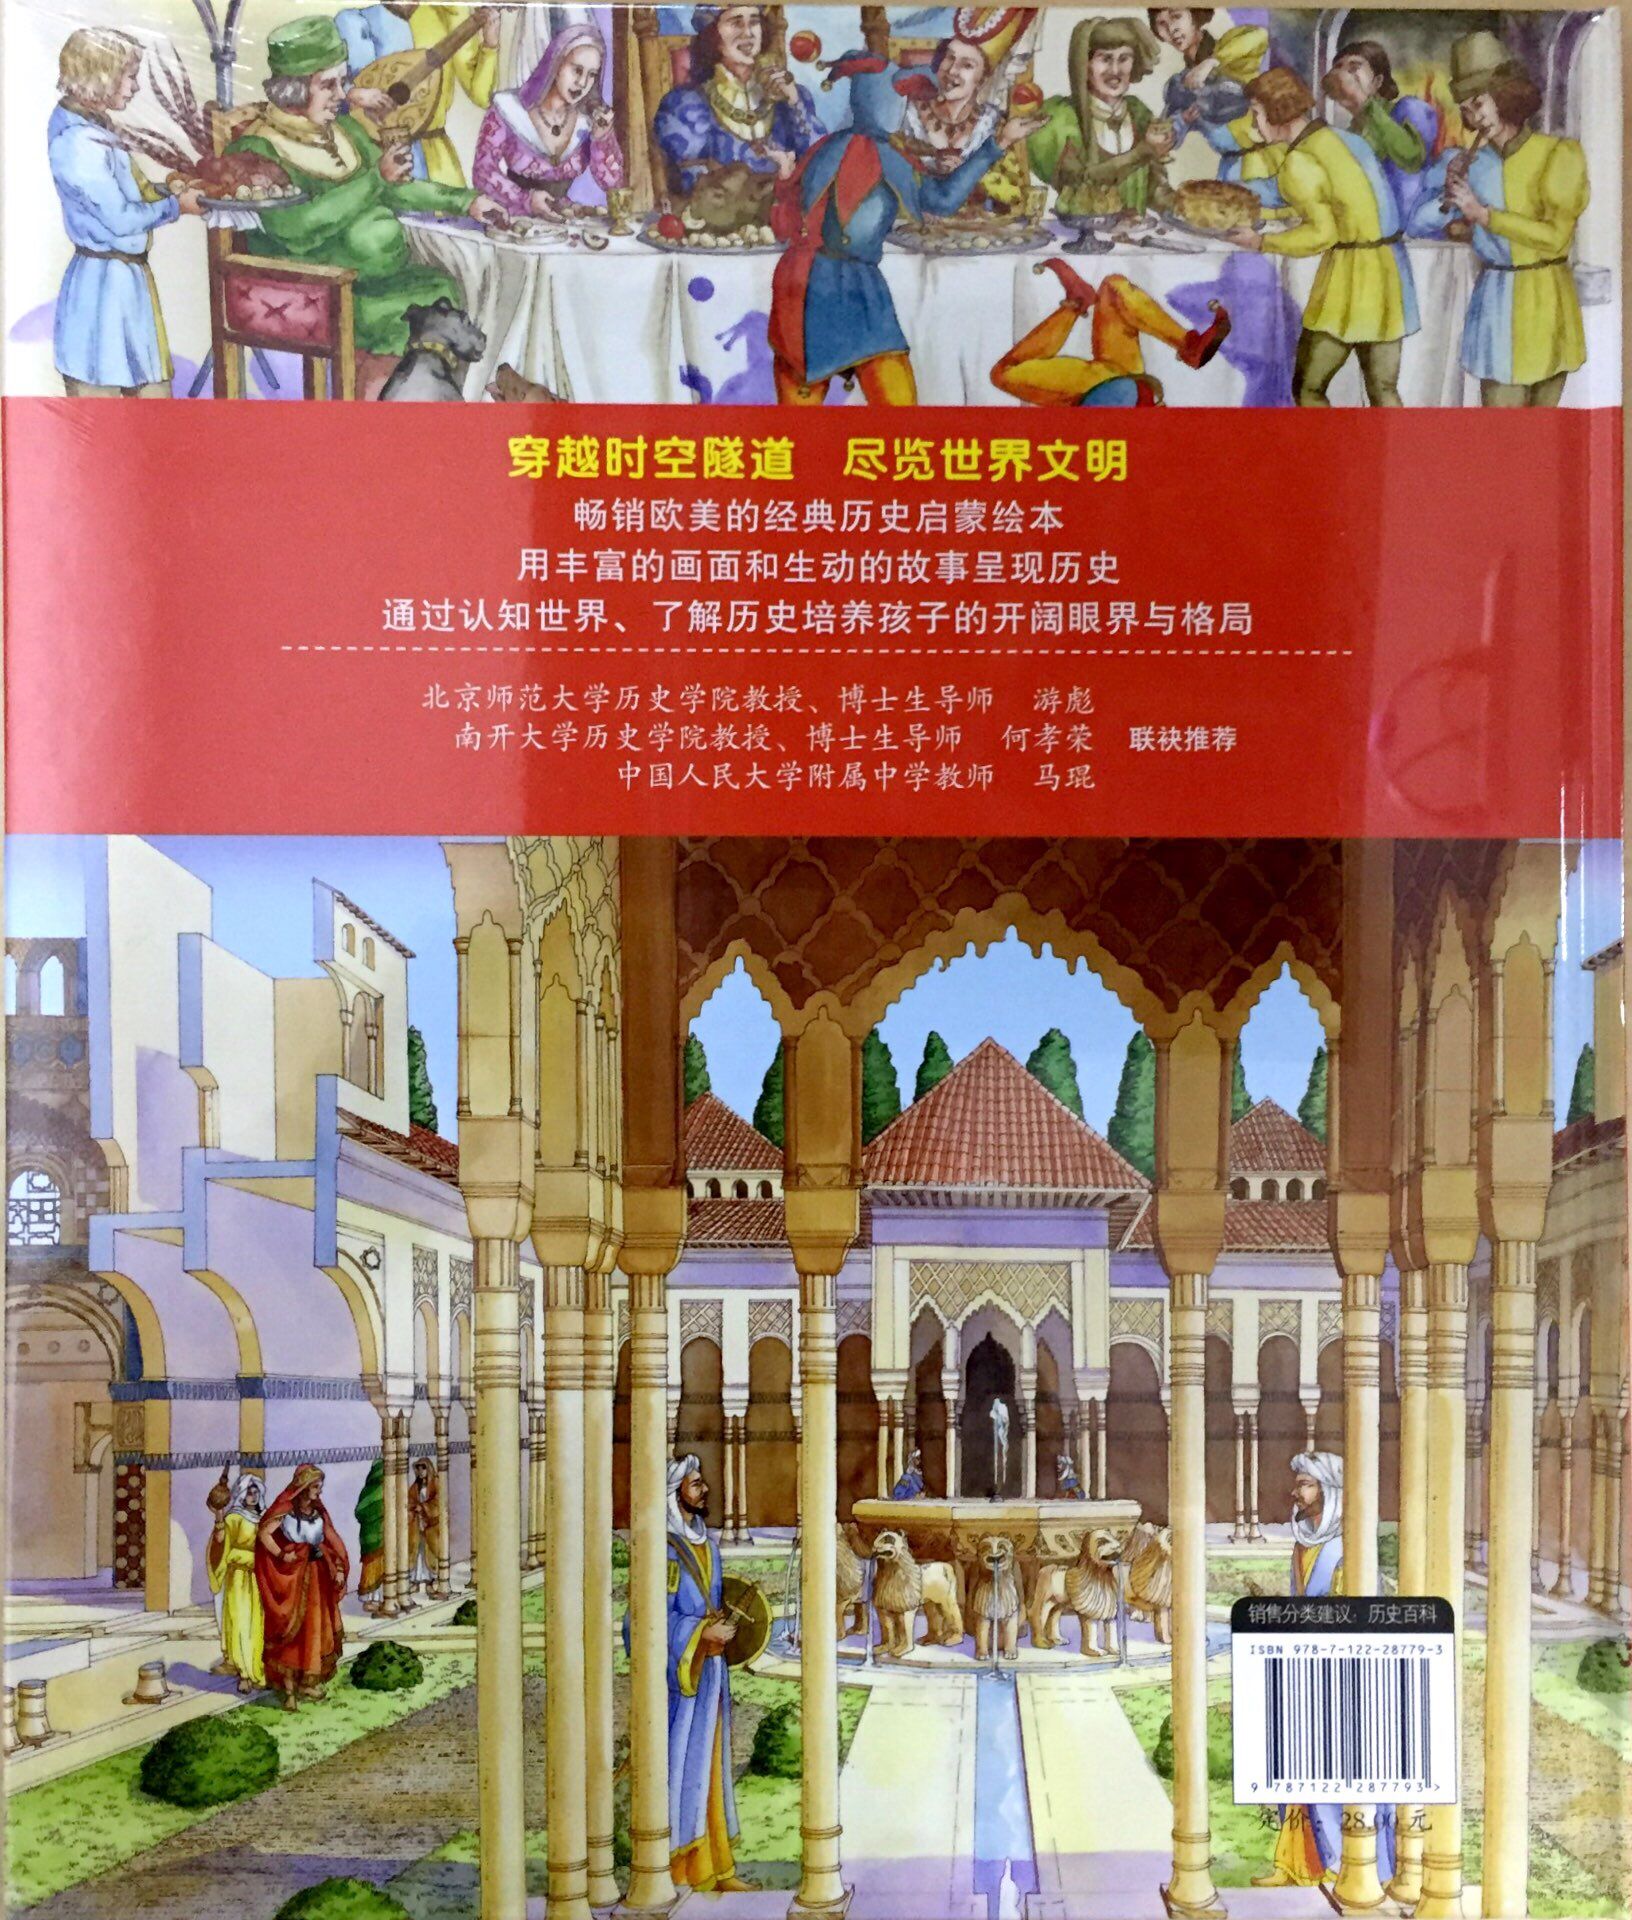 穿越时空隧道　尽览世界文明
畅销欧美的经典历史启蒙绘本
用丰富的画面和生动的故事呈现历史
通过认知世界、了解历史培养孩子的开阔眼界与格局
北京师范大学历史学院教授、博士生导师　游彪
南开大学历史学院教授、博士生导师　何孝荣　联袂推荐
中国人民大学附属中学教师　马琨
销售分类建议：历史百科
ISBN 978-7-122-28779-3
9 787122 287793>
定价：28.00元